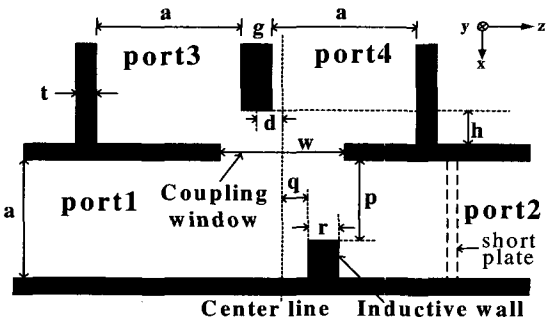 a
g
a
y
z
x
port3
port4
t
d
h
w
Coupling
window
q
p
a
port1
r
port2
short
plate
Center line
Inductive wall